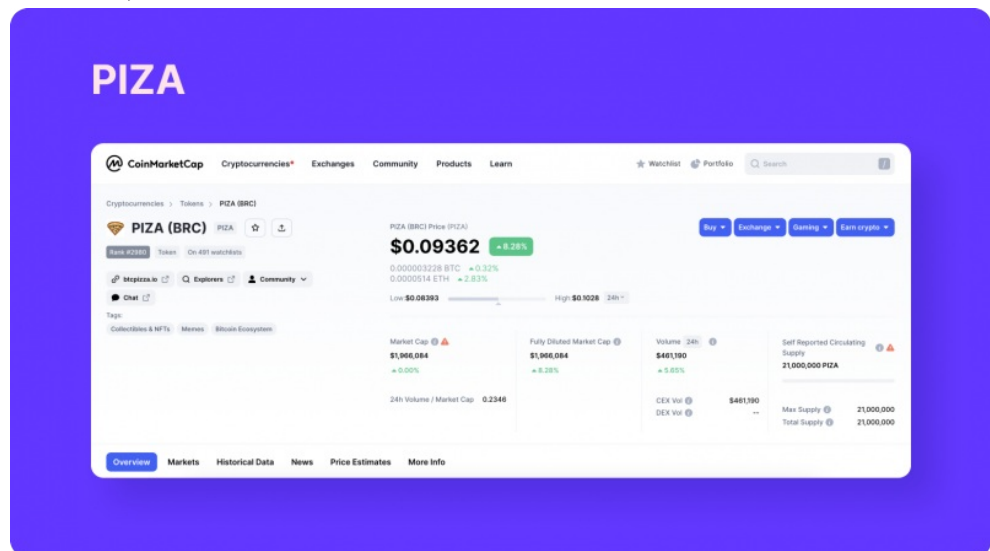 PIZA
CoinMarketCap Cryptocurrencies Exchanges Community Products Learn Watchlist Portfolio Search /
Cryptocurrencies > Tokens > PIZA (BRC)
PIZA (BRC) PIZA
Rank #2980 Token On 491 watchlists
btcpizza.io Explorers Community
Chat
Tags:
Collectibles & NFTs Memes Bitcoin Ecosystem
PIZA (BRC) Price (PIZA)
$0.09362 8.28%
0.000003228 BTC 0.32%
0.0000514 ETH 2.83%
Low: $0.08393 High: $0.1028 24h
Buy Exchange Gaming Earn crypto
Market Cap
$1,966,084
0.00%
Fully Diluted Market Cap
$1,966,084
8.28%
Volume 24h
$461,190
5.65%
Self Reported Circulating
Supply
21,000,000 PIZA
24h Volume / Market Cap 0.2346
CEX Vol $461,190
DEX Vol --
Max Supply 21,000,000
Total Supply 21,000,000
Overview Markets Historical Data News Price Estimates More Info